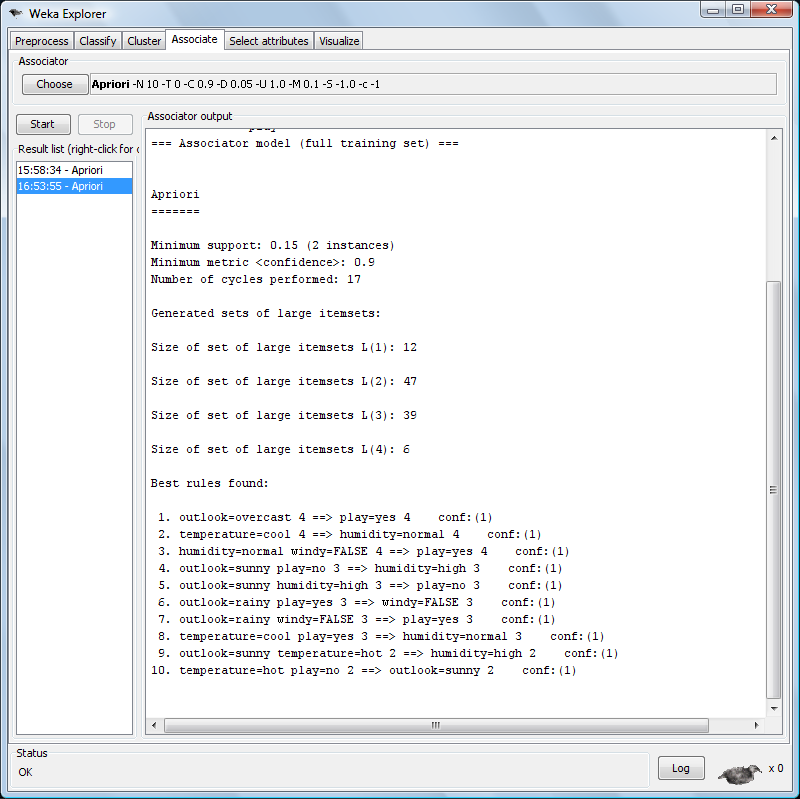 Weka Explorer
Preprocess Classify Cluster Associate Select attributes Visualize
Associator
Choose Apriori -N 10 -T 0 -C 0.9 -D 0.05 -U 1.0 -M 0.1 -S -1.0 -c -1
Start Stop
Result list (right-click for
15:58:34 - Apriori
16:53:55 - Apriori
Associator output
=== Associator model (full training set) ===
Apriori
=======
Minimum support: 0.15 (2 instances)
Minimum metric <confidence>: 0.9
Number of cycles performed: 17
Generated sets of large itemsets:
Size of set of large itemsets L(1): 12
Size of set of large itemsets L(2): 47
Size of set of large itemsets L(3): 39
Size of set of large itemsets L(4): 6
Best rules found:
1. outlook=overcast 4 ==> play=yes 4    conf:(1)
2. temperature=cool 4 ==> humidity=normal 4    conf:(1)
3. humidity=normal windy=FALSE 4 ==> play=yes 4    conf:(1)
4. outlook=sunny play=no 3 ==> humidity=high 3    conf:(1)
5. outlook=sunny humidity=high 3 ==> play=no 3    conf:(1)
6. outlook=rainy play=yes 3 ==> windy=FALSE 3    conf:(1)
7. outlook=rainy windy=FALSE 3 ==> play=yes 3    conf:(1)
8. temperature=cool play=yes 3 ==> humidity=normal 3    conf:(1)
9. outlook=sunny temperature=hot 2 ==> humidity=high 2    conf:(1)
10. temperature=hot play=no 2 ==> outlook=sunny 2    conf:(1)
Status
OK
Log
x 0